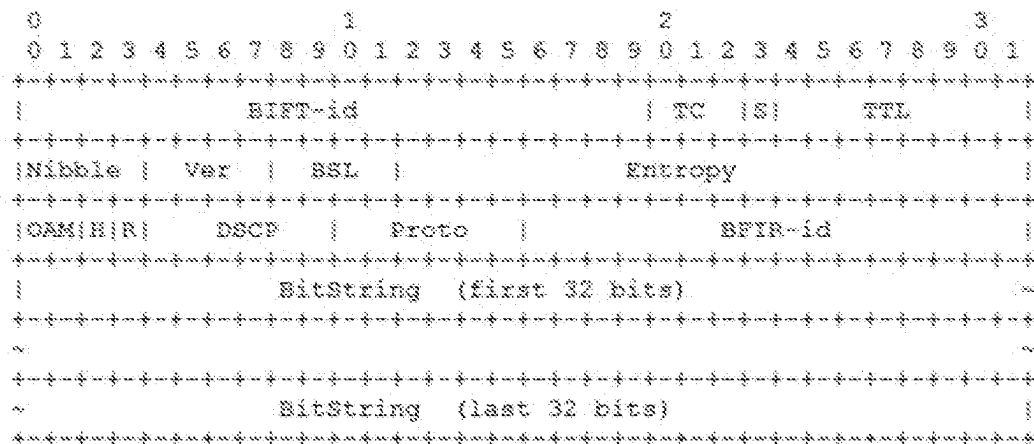 0 1 2 3
0 1 2 3 4 5 6 7 8 9 0 1 2 3 4 5 6 7 8 9 0 1 2 3 4 5 6 7 8 9 0 1
+-+-+-+-+-+-+-+-+-+-+-+-+-+-+-+-+-+-+-+-+-+-+-+-+-+-+-+-+-+-+-+-+
| BIFT-id | TC |S| TTL |
+-+-+-+-+-+-+-+-+-+-+-+-+-+-+-+-+-+-+-+-+-+-+-+-+-+-+-+-+-+-+-+-+
|Nibble | Ver | BSL | Entropy |
+-+-+-+-+-+-+-+-+-+-+-+-+-+-+-+-+-+-+-+-+-+-+-+-+-+-+-+-+-+-+-+-+
|OAM|H|R| DSCP | Proto | BFIR-id |
+-+-+-+-+-+-+-+-+-+-+-+-+-+-+-+-+-+-+-+-+-+-+-+-+-+-+-+-+-+-+-+-+
| BitString (first 32 bits) ~
+-+-+-+-+-+-+-+-+-+-+-+-+-+-+-+-+-+-+-+-+-+-+-+-+-+-+-+-+-+-+-+-+
~ ~
+-+-+-+-+-+-+-+-+-+-+-+-+-+-+-+-+-+-+-+-+-+-+-+-+-+-+-+-+-+-+-+-+
~ BitString (last 32 bits) |
+-+-+-+-+-+-+-+-+-+-+-+-+-+-+-+-+-+-+-+-+-+-+-+-+-+-+-+-+-+-+-+-+